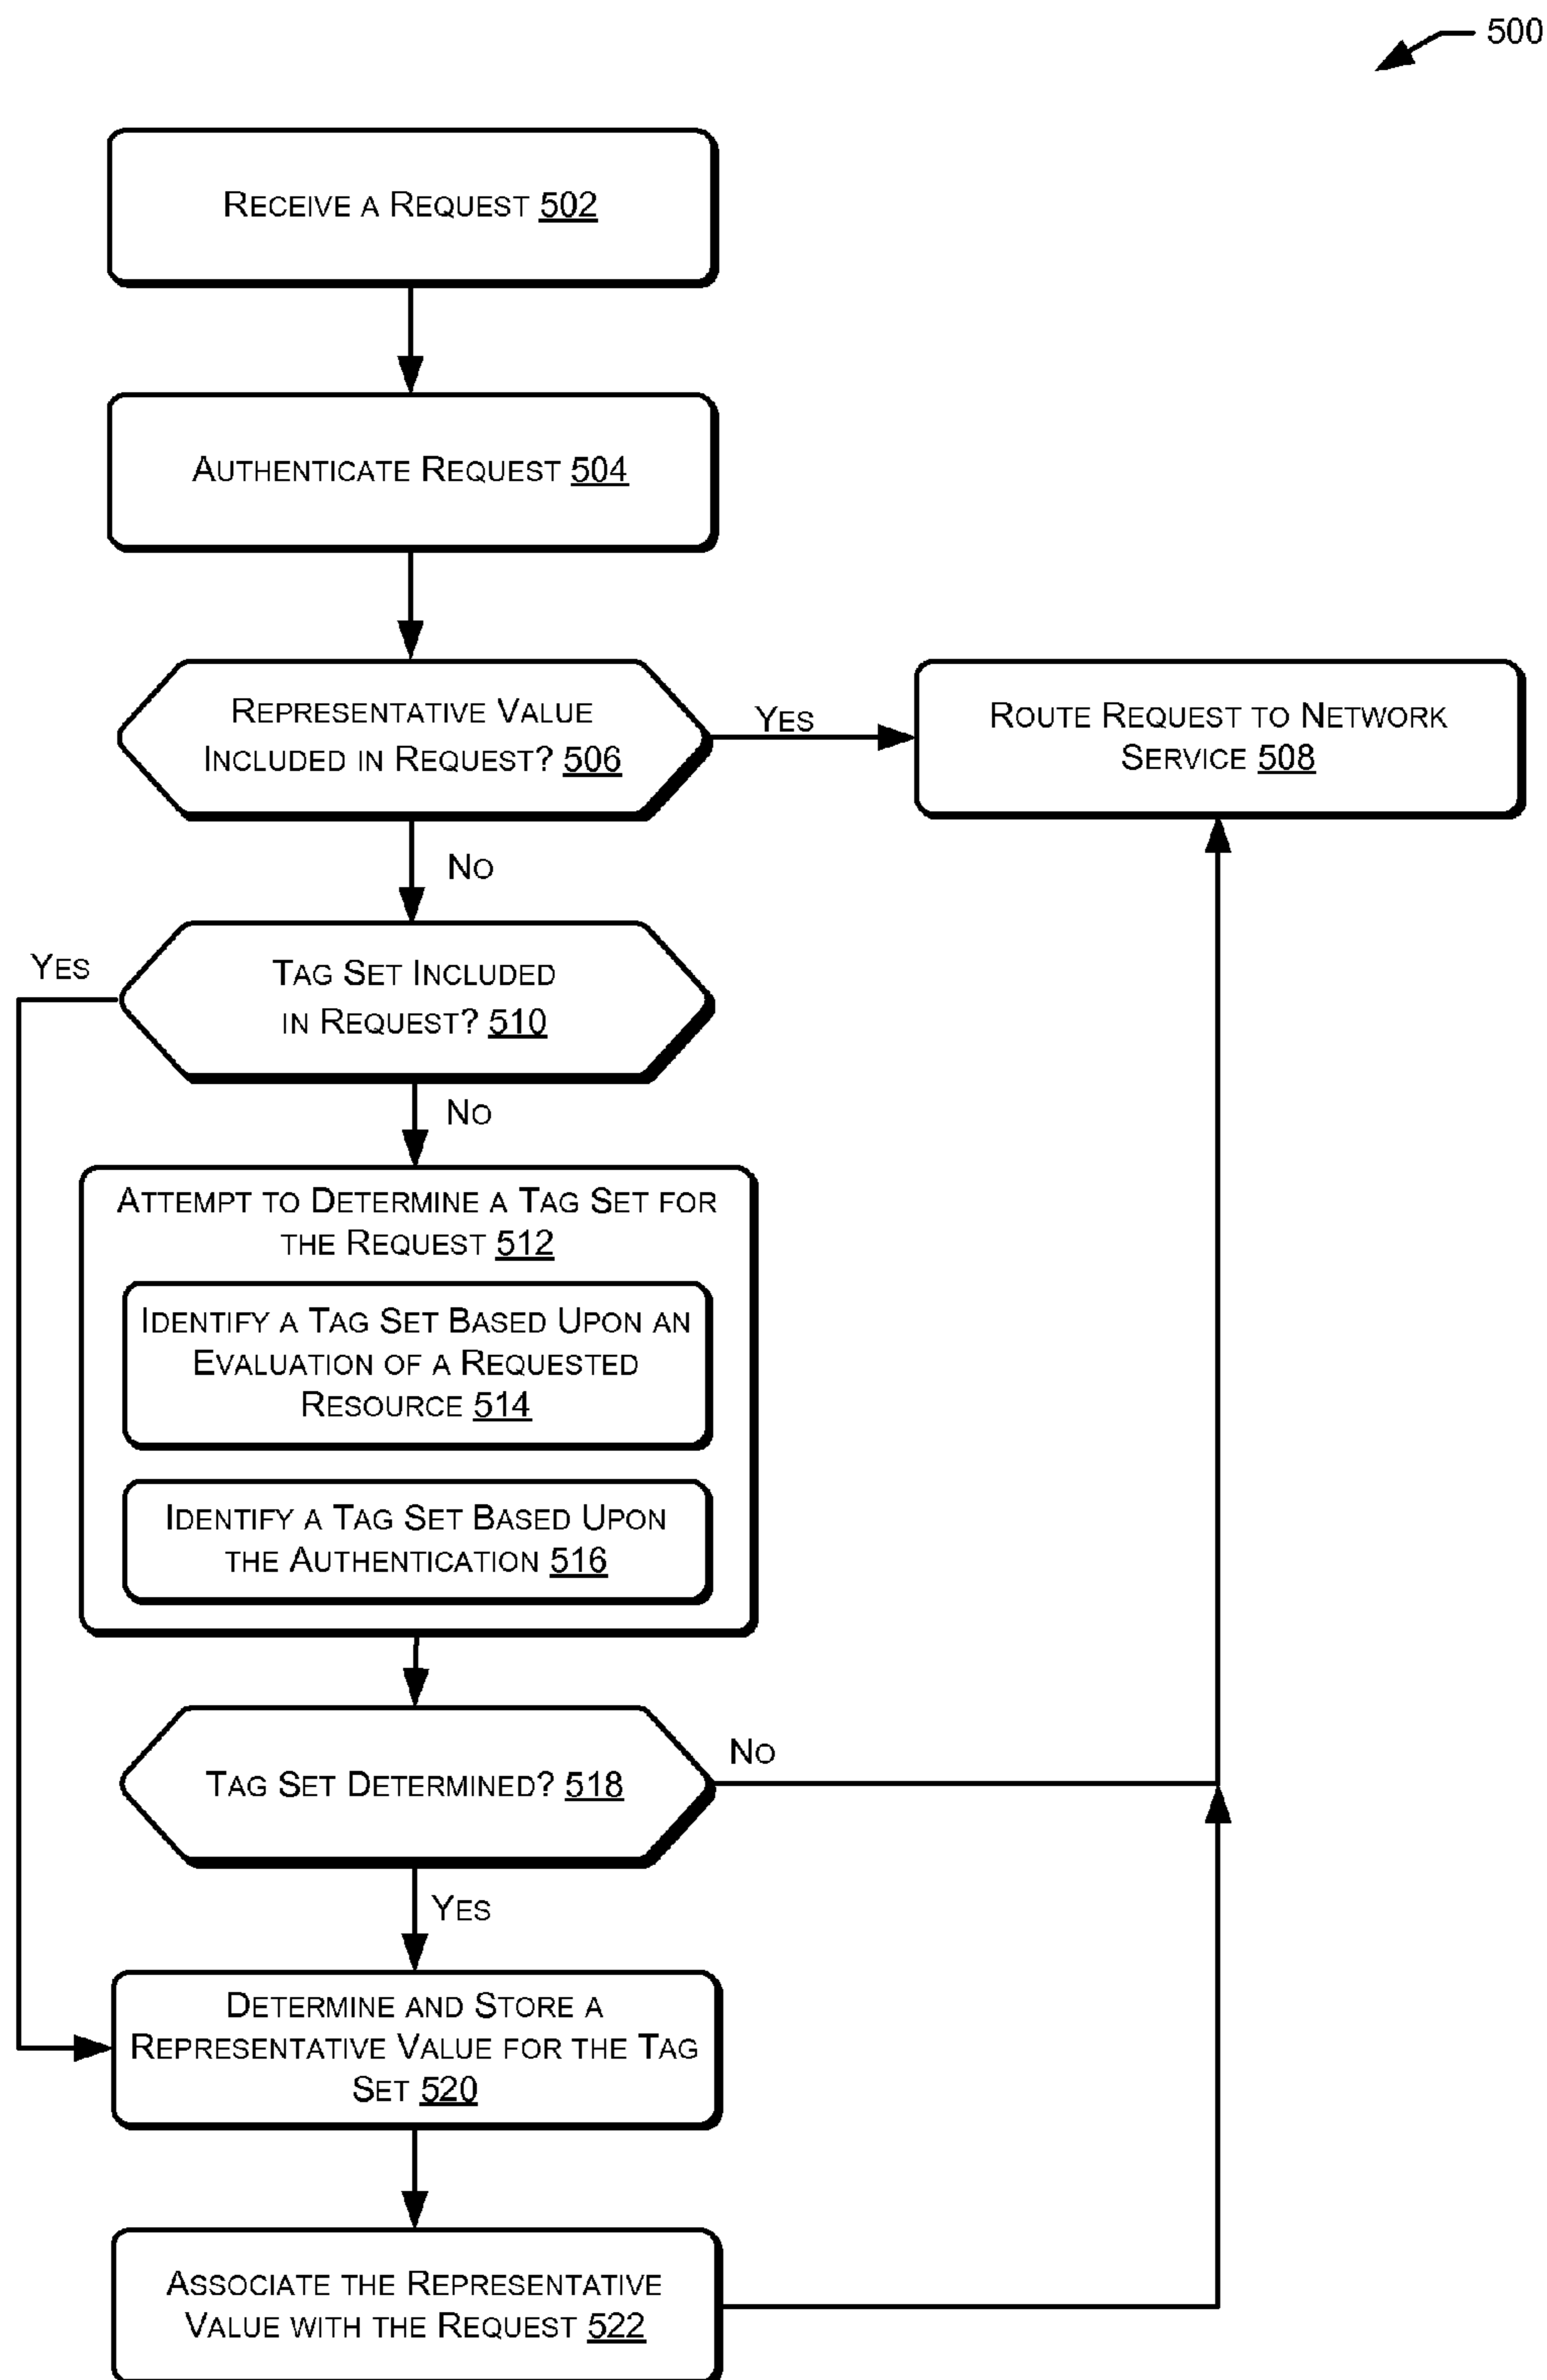 500
RECEIVE A REQUEST 502
AUTHENTICATE REQUEST 504
REPRESENTATIVE VALUE
INCLUDED IN REQUEST? 506
YES
ROUTE REQUEST TO NETWORK
SERVICE 508
NO
YES
TAG SET INCLUDED
IN REQUEST? 510
NO
ATTEMPT TO DETERMINE A TAG SET FOR
THE REQUEST 512
IDENTIFY A TAG SET BASED UPON AN
EVALUATION OF A REQUESTED
RESOURCE 514
IDENTIFY A TAG SET BASED UPON
THE AUTHENTICATION 516
NO
TAG SET DETERMINED? 518
YES
DETERMINE AND STORE A
REPRESENTATIVE VALUE FOR THE TAG
SET 520
ASSOCIATE THE REPRESENTATIVE
VALUE WITH THE REQUEST 522